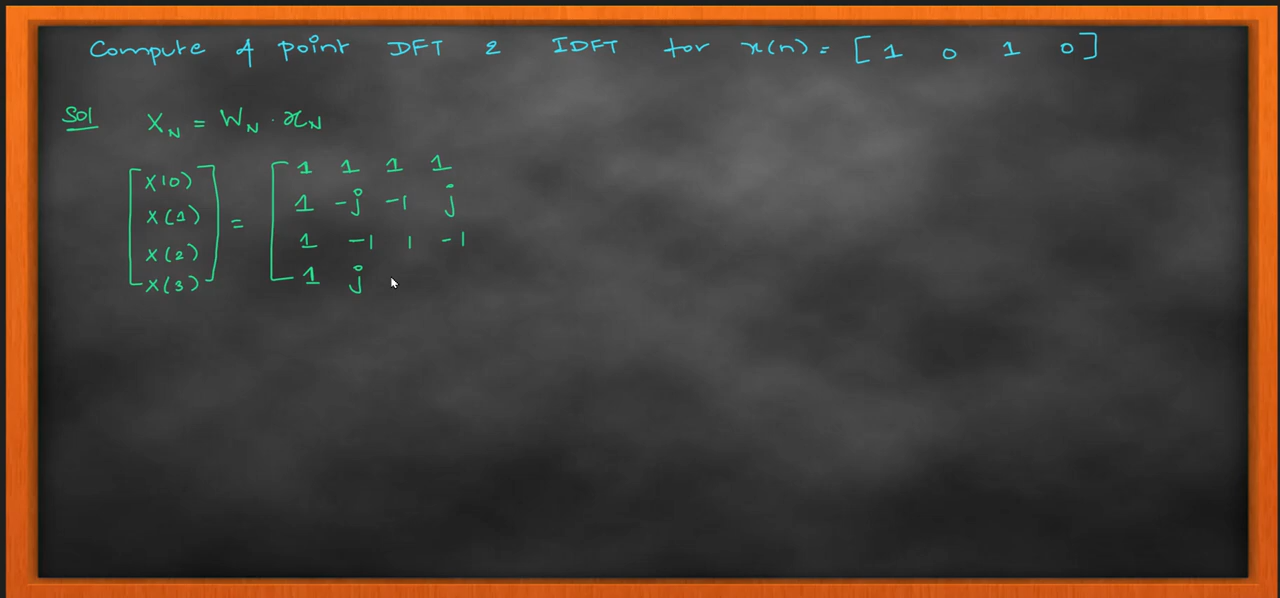 Compute 4 point DFT & IDFT for x(n) = [1 0 1 0]
Sol X_N = W_N · x_N
[X(0) X(1) X(2) X(3)] = [1 1 1 1
1 -j -1 j
1 -1 1 -1
1 j